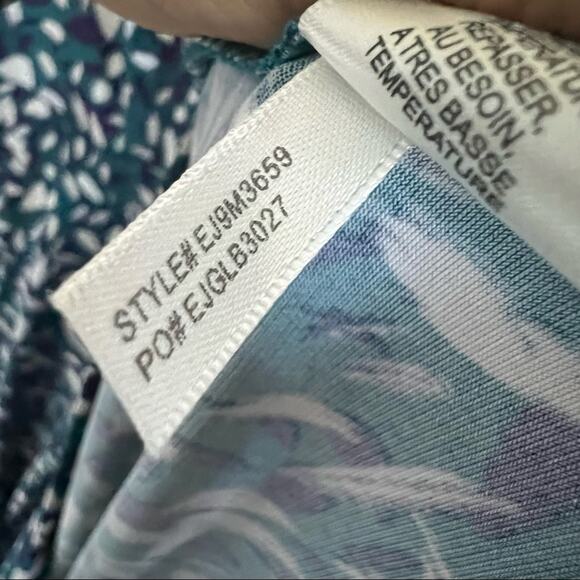 REPASSER,
AU BESOIN,
A TRES BASSE
TEMPERATURE
STYLE# EJ9M3659
PO# EJGLB3027